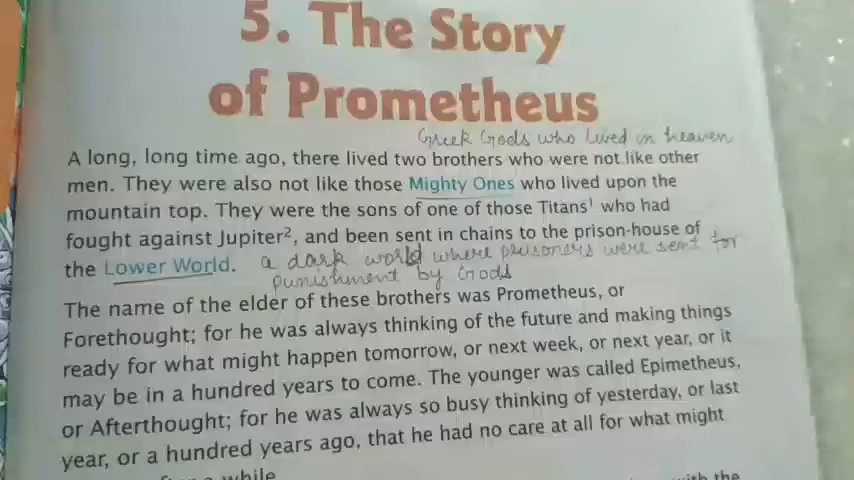 5. The Story
of Prometheus
Greek Gods who lived in heaven
A long, long time ago, there lived two brothers who were not like other
men. They were also not like those Mighty Ones who lived upon the
mountain top. They were the sons of one of those Titans¹ who had
fought against Jupiter², and been sent in chains to the prison-house of
the Lower World. a dark world where prisoners were sent for
punishment by Gods
The name of the elder of these brothers was Prometheus, or
Forethought; for he was always thinking of the future and making things
ready for what might happen tomorrow, or next week, or next year, or it
may be in a hundred years to come. The younger was called Epimetheus,
or Afterthought; for he was always so busy thinking of yesterday, or last
year, or a hundred years ago, that he had no care at all for what might
a while
with the